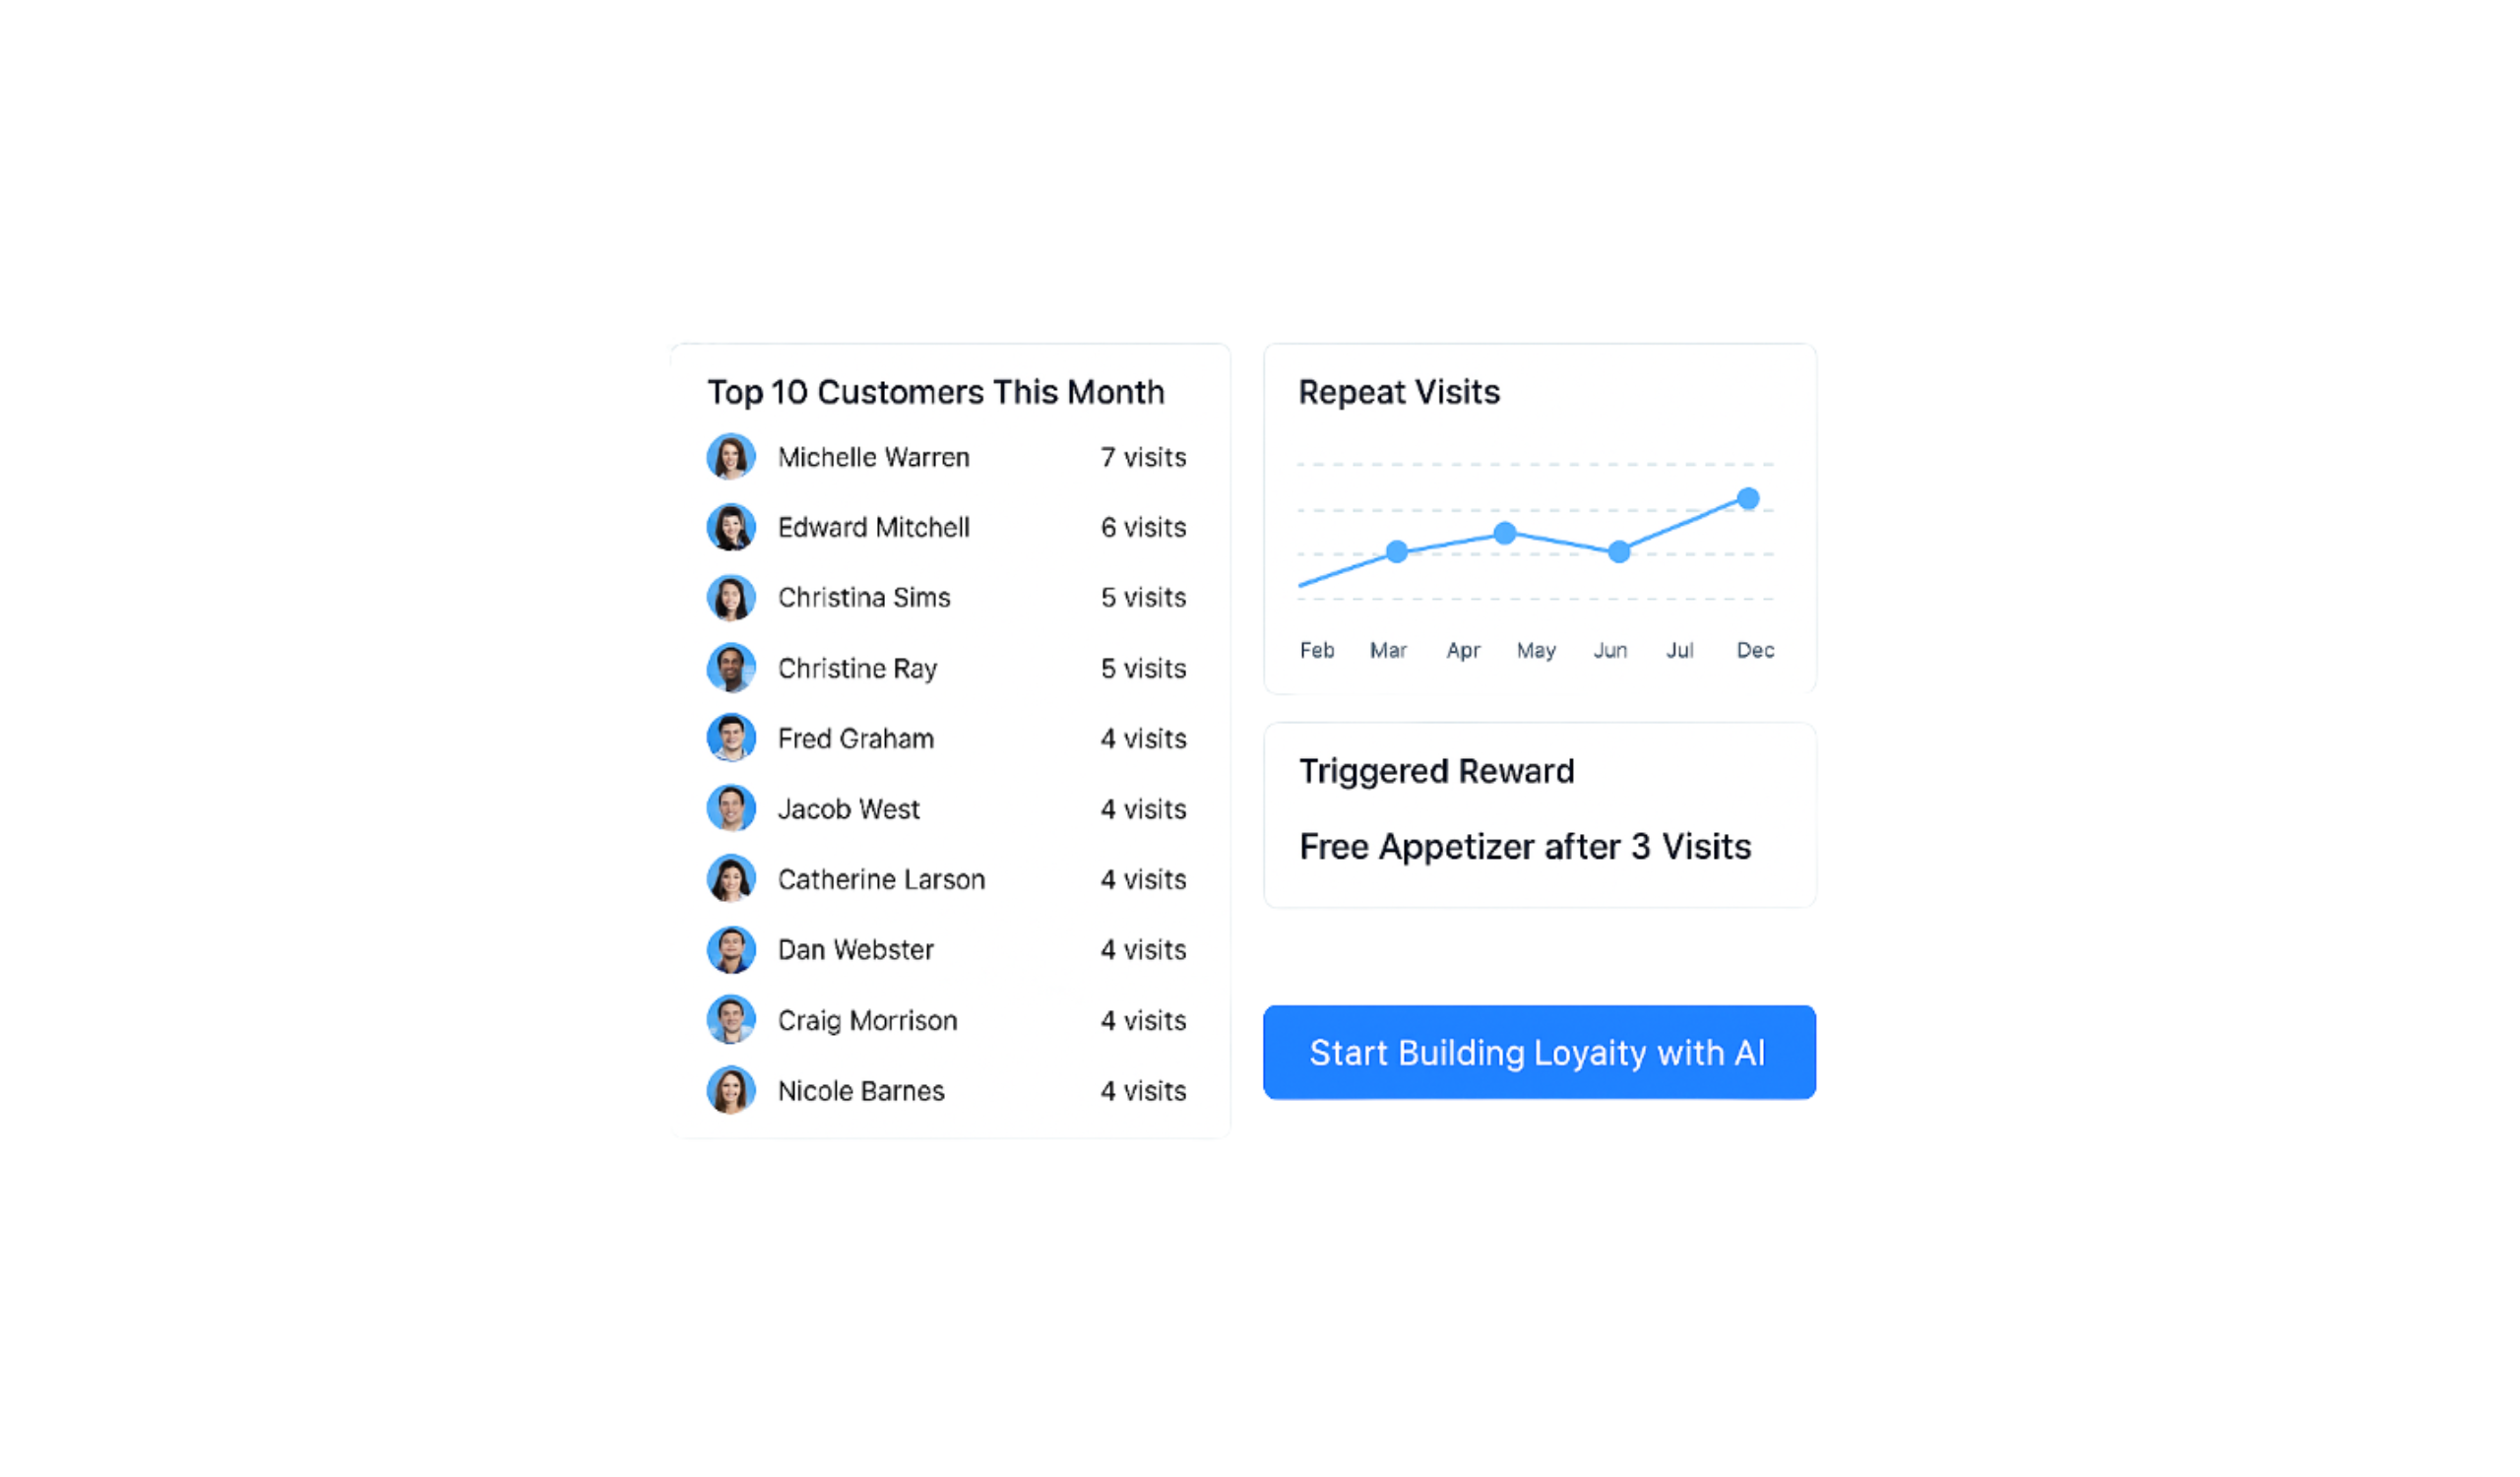 Top 10 Customers This Month
Michelle Warren 7 visits
Edward Mitchell 6 visits
Christina Sims 5 visits
Christine Ray 5 visits
Fred Graham 4 visits
Jacob West 4 visits
Catherine Larson 4 visits
Dan Webster 4 visits
Craig Morrison 4 visits
Nicole Barnes 4 visits
Repeat Visits
Feb Mar Apr May Jun Jul Dec
Triggered Reward
Free Appetizer after 3 Visits
Start Building Loyaity with AI